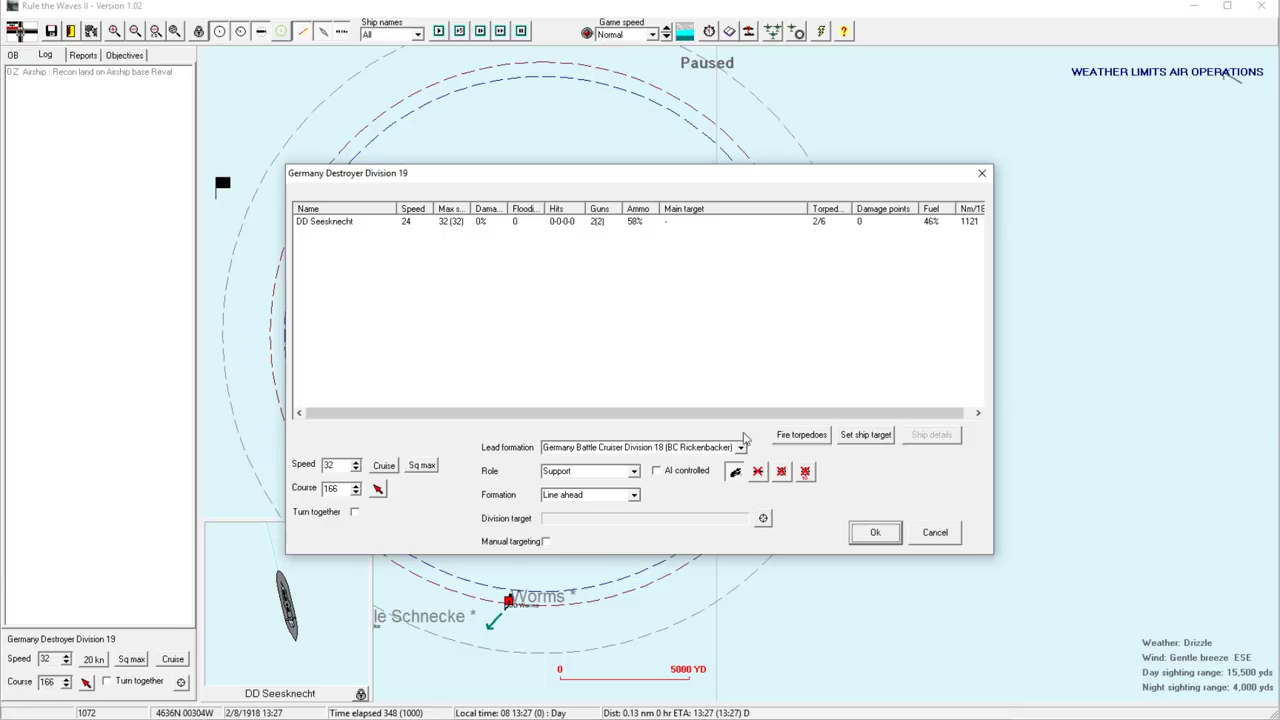 Rule the Waves II - Version 1.02
Ship names
All
Game speed
Normal
OB Log Reports Objectives
0 Z Airship : Recon land on Airship base Reval
Paused
WEATHER LIMITS AIR OPERATIONS
Germany Destroyer Division 19
Name Speed Max s... Dama... Floodi... Hits Guns Ammo Main target Torped... Damage points Fuel Nm/18
DD Seesknecht 24 32 (32) 0% 0 0-0-0-0 2(2) 58% - 2/6 0 46% 1121
Fire torpedoes Set ship target Ship details
Lead formation Germany Battle Cruiser Division 18 (BC Rickenbacker)
Speed 32 Cruise Sq max
Role Support AI controlled
Course 166
Formation Line ahead
Turn together
Division target
Manual targeting
Ok Cancel
Worms *
le Schnecke *
0 5000 YD
Weather: Drizzle
Wind: Gentle breeze ESE
Day sighting range: 15,500 yds
Night sighting range: 4,000 yds
Germany Destroyer Division 19
Speed 32 20 kn Sq max Cruise
Course 166 Turn together
DD Seesknecht
1072 4636N 00304W 2/8/1918 13:27 Time elapsed 348 (1000) Local time: 08 13:27 (0) : Day Dist: 0.13 nm 0 hr ETA: 13:27 (13:27) D